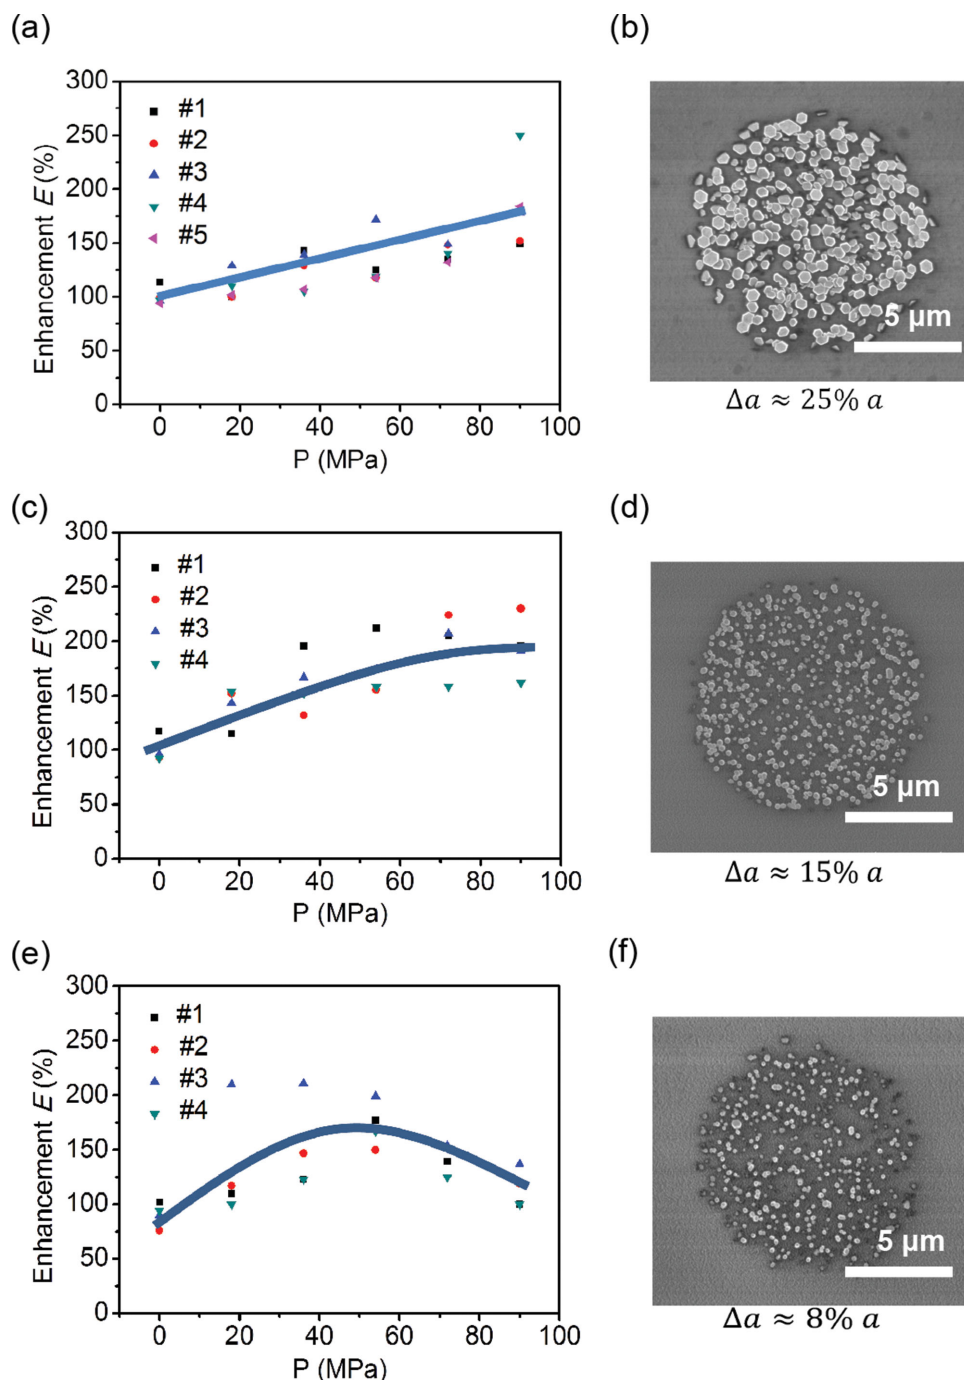 (a)
300
250
200
150
100
50
0
Enhancement E (%)
#1
#2
#3
#4
#5
0 20 40 60 80 100
P (MPa)
(b)
5 µm
Δa ≈ 25% a
(c)
300
250
200
150
100
50
0
Enhancement E (%)
#1
#2
#3
#4
0 20 40 60 80 100
P (MPa)
(d)
5 µm
Δa ≈ 15% a
(e)
300
250
200
150
100
50
0
Enhancement E (%)
#1
#2
#3
#4
0 20 40 60 80 100
P (MPa)
(f)
5 µm
Δa ≈ 8% a